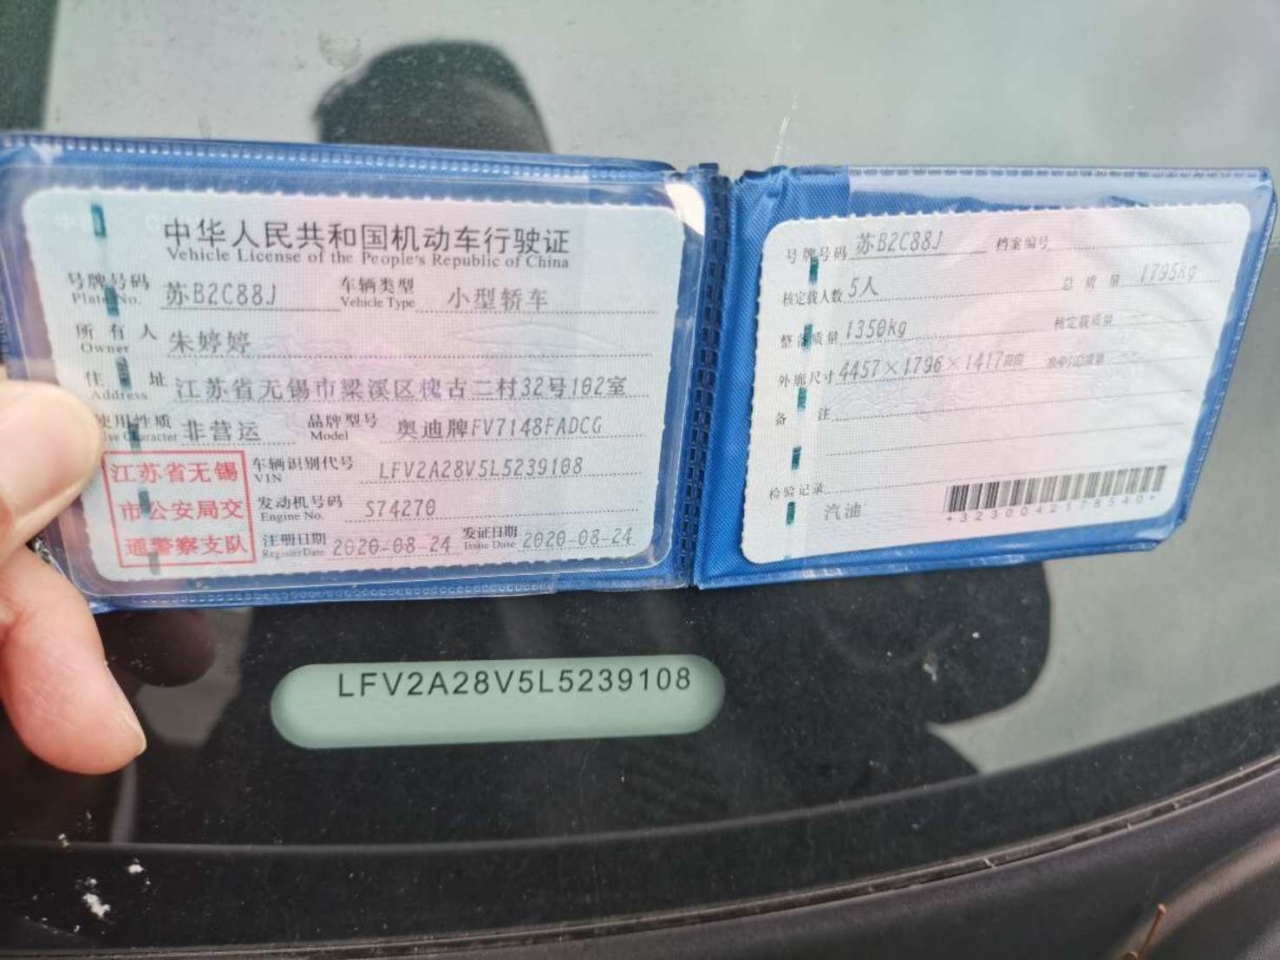 中华人民共和国机动车行驶证
Vehicle License of the People's Republic of China
号牌号码 苏B2C88J 车辆类型 小型轿车
Plate No. Vehicle Type
所有人 朱婷婷
Owner
住址 江苏省无锡市梁溪区槐古二村32号102室
Address
使用性质 非营运 品牌型号 奥迪牌FV7148FADCG
Use Character Model
江苏省无锡
市公安局交
通警察支队
车辆识别代号 LFV2A28V5L5239108
VIN
发动机号码 S74270
Engine No.
注册日期 2020-08-24 发证日期 2020-08-24
Register Date Issue Date
号牌号码 苏B2C88J 档案编号
核定载人数 5人 总质量 1795kg
整备质量 1350kg 核定载质量
外廓尺寸 4457×1796×1417mm
备注
检验记录
汽油
*3230042178540*
LFV2A28V5L5239108